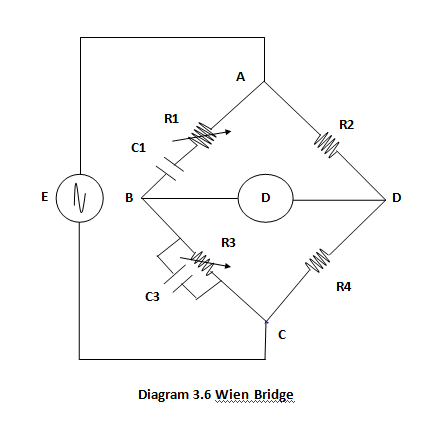 A
R1
R2
C1
E
B
D
D
R3
R4
C3
C
Diagram 3.6 Wien Bridge